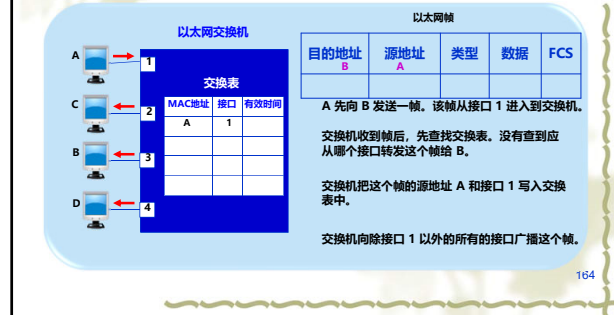 以太网帧
以太网交换机
目的地址 源地址 类型 数据 FCS
B A
A 1
交换表
C 2
MAC地址 接口 有效时间
A 1
B 3
D 4
A 先向 B 发送一帧。该帧从接口 1 进入到交换机。
交换机收到帧后，先查找交换表。没有查到应
从哪个接口转发这个帧给 B。
交换机把这个帧的源地址 A 和接口 1 写入交换
表中。
交换机向除接口 1 以外的所有的接口广播这个帧。
164